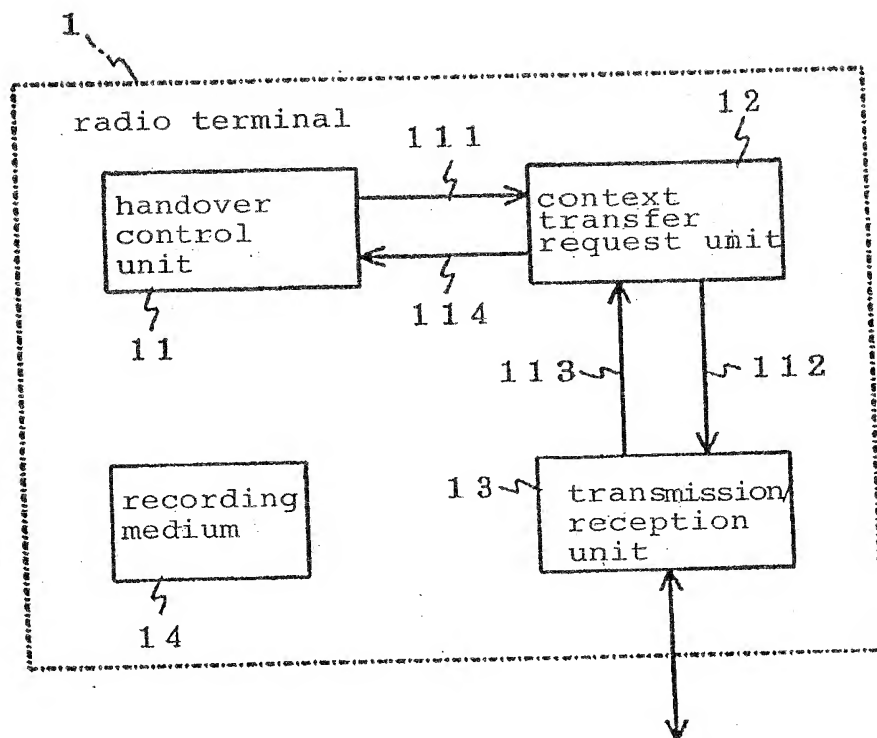 1
radio terminal
111
12
handover
control
unit
context
transfer
request unit
114
11
113
112
recording
medium
13
transmission/
reception
unit
14